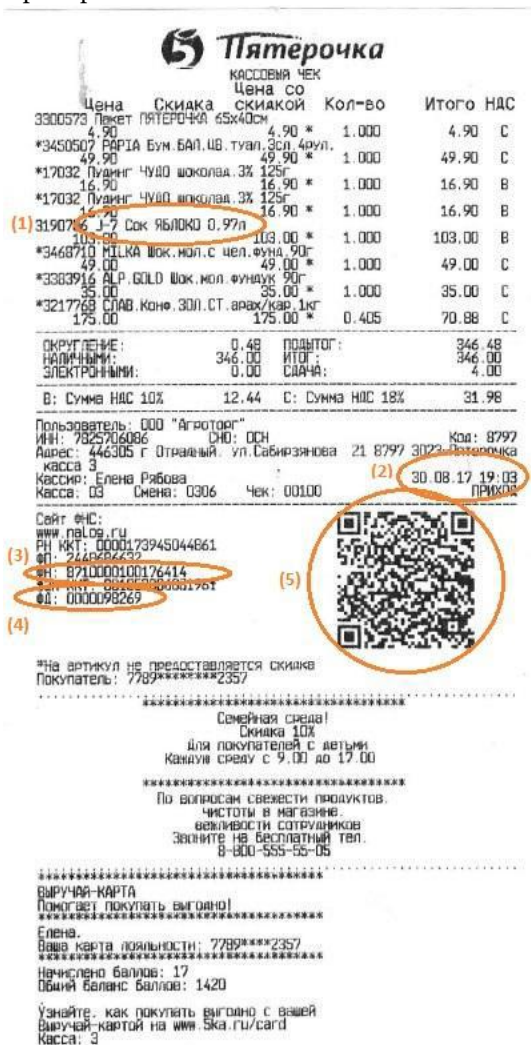 5 Пятёрочка
КАССОВЫЙ ЧЕК
Цена со
Цена Скидка скидкой Кол-во Итого НДС
3300573 Пакет ПЯТЕРОЧКА 65х40см
4.90 4.90 * 1.000 4.90 С
*3450507 PAPIA Бум.БАЛ.ЦВ.туал.3сл.4рул.
49.90 49.90 * 1.000 49.90 С
*17032 Пудинг ЧУДО шоколад.3% 125г
16.90 16.90 * 1.000 16.90 В
*17032 Пудинг ЧУДО шоколад.3% 125г
16.90 16.90 * 1.000 16.90 В
(1) 3190786 J-7 Сок ЯБЛОКО 0.97л
103.00 103.00 * 1.000 103.00 В
*3468710 MILKA Шок.мол.с цел.фунд.90г
49.00 49.00 * 1.000 49.00 С
*3383916 ALP.GOLD Шок.мол.фундук 90г
35.00 35.00 * 1.000 35.00 С
*3217768 СЛАВ.Конф.ЗОЛ.СТ.арах/кар.1кг
175.00 175.00 * 0.405 70.88 С
ОКРУГЛЕНИЕ: 0.48 ПОДЫТОГ: 346.48
НАЛИЧНЫМИ: 346.00 ИТОГ: 346.00
ЭЛЕКТРОННЫМИ: 0.00 СДАЧА: 4.00
В: Сумма НДС 10% 12.44 С: Сумма НДС 18% 31.98
Пользователь: ООО "Агроторг"
ИНН: 7825706086 СНО: ОСН Код: 8797
Адрес: 446305 г Отрадный, ул.Сабирзянова 21 8797 3023-Пятерочка
касса 3 (2)
Кассир: Елена Рябова 30.08.17 19:03
Касса: 03 Смена: 0306 Чек: 00100 ПРИХОД
Сайт ФНС:
www.nalog.ru
РН ККТ: 0000173945044861
(3) ФП: 2448686632
ФН: 8710000100176414 (5)
ФД: 0000098269
(4)
*На артикул не предоставляется скидка
Покупатель: 7789********2357
**********************************
Семейная среда!
Скидка 10%
Для покупателей с детьми
Каждую среду с 9.00 до 17.00
**********************************
По вопросам свежести продуктов,
чистоты в магазине,
вежливости сотрудников
Звоните на бесплатный тел.
8-800-555-55-05
**********************************
ВЫРУЧАЙ-КАРТА
Помогает покупать выгодно!
**********************************
Елена,
Ваша карта лояльности: 7789****2357
**********************************
Начислено баллов: 17
Общий баланс баллов: 1420
Узнайте, как покупать выгодно с вашей
Выручай-картой на www.5ka.ru/card
Касса: 3